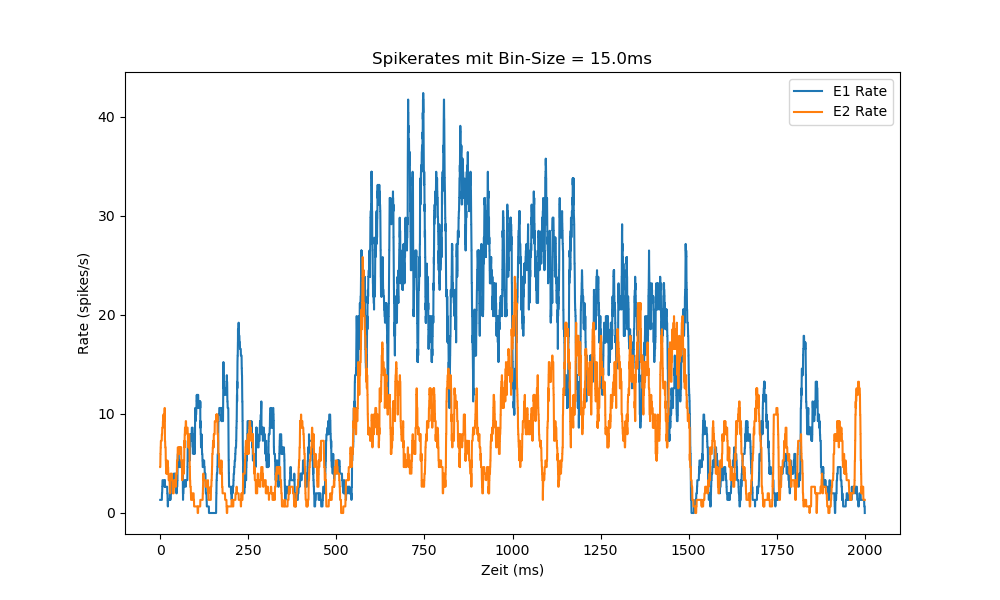 Spikerates mit Bin-Size = 15.0ms
E1 Rate
E2 Rate
Rate (spikes/s)
40
30
20
10
0
0 250 500 750 1000 1250 1500 1750 2000
Zeit (ms)